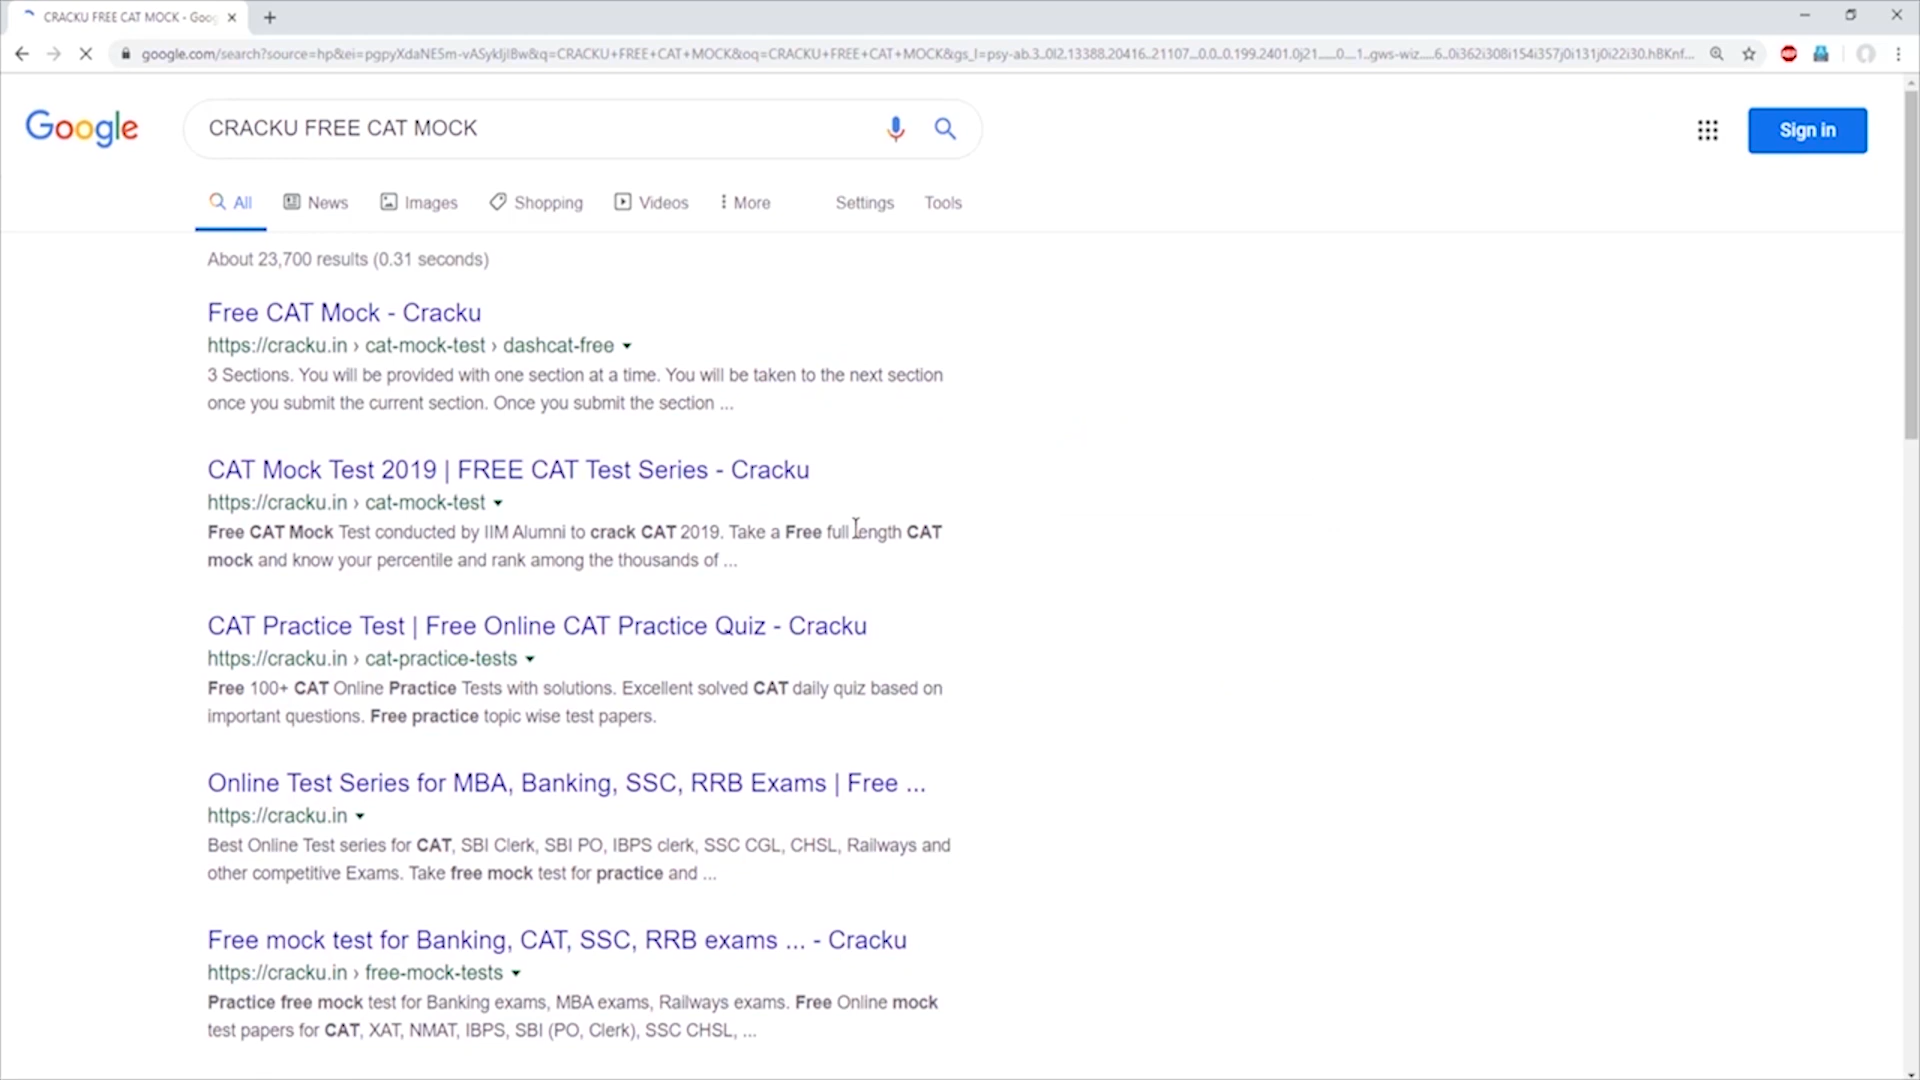 CRACKU FREE CAT MOCK - Goo
google.com/search?source=hp&ei=pgpyXdaNE5m-vASykIjIBw&q=CRACKU+FREE+CAT+MOCK&oq=CRACKU+FREE+CAT+MOCK&gs_l=psy-ab.3..0l2.13388.20416..21107...0.0..0.199.2401.0j21......0....1..gws-wiz.....6..0i362i308i154i357j0i131j0i22i30.hBKnf...
Google
CRACKU FREE CAT MOCK
Sign in
All News Images Shopping Videos More Settings Tools
About 23,700 results (0.31 seconds)
Free CAT Mock - Cracku
https://cracku.in › cat-mock-test › dashcat-free
3 Sections. You will be provided with one section at a time. You will be taken to the next section
once you submit the current section. Once you submit the section ...
CAT Mock Test 2019 | FREE CAT Test Series - Cracku
https://cracku.in › cat-mock-test
Free CAT Mock Test conducted by IIM Alumni to crack CAT 2019. Take a Free full length CAT
mock and know your percentile and rank among the thousands of ...
CAT Practice Test | Free Online CAT Practice Quiz - Cracku
https://cracku.in › cat-practice-tests
Free 100+ CAT Online Practice Tests with solutions. Excellent solved CAT daily quiz based on
important questions. Free practice topic wise test papers.
Online Test Series for MBA, Banking, SSC, RRB Exams | Free ...
https://cracku.in
Best Online Test series for CAT, SBI Clerk, SBI PO, IBPS clerk, SSC CGL, CHSL, Railways and
other competitive Exams. Take free mock test for practice and ...
Free mock test for Banking, CAT, SSC, RRB exams ... - Cracku
https://cracku.in › free-mock-tests
Practice free mock test for Banking exams, MBA exams, Railways exams. Free Online mock
test papers for CAT, XAT, NMAT, IBPS, SBI (PO, Clerk), SSC CHSL, ...